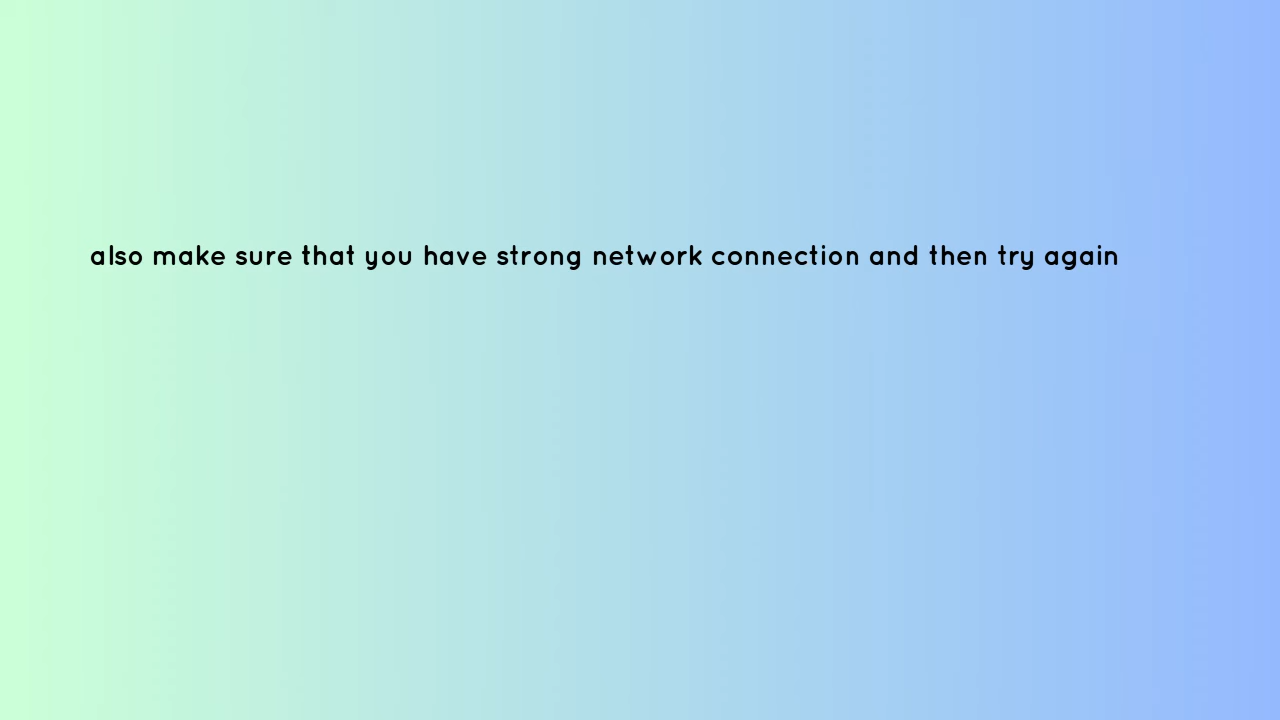 also make sure that you have strong network connection and then try again